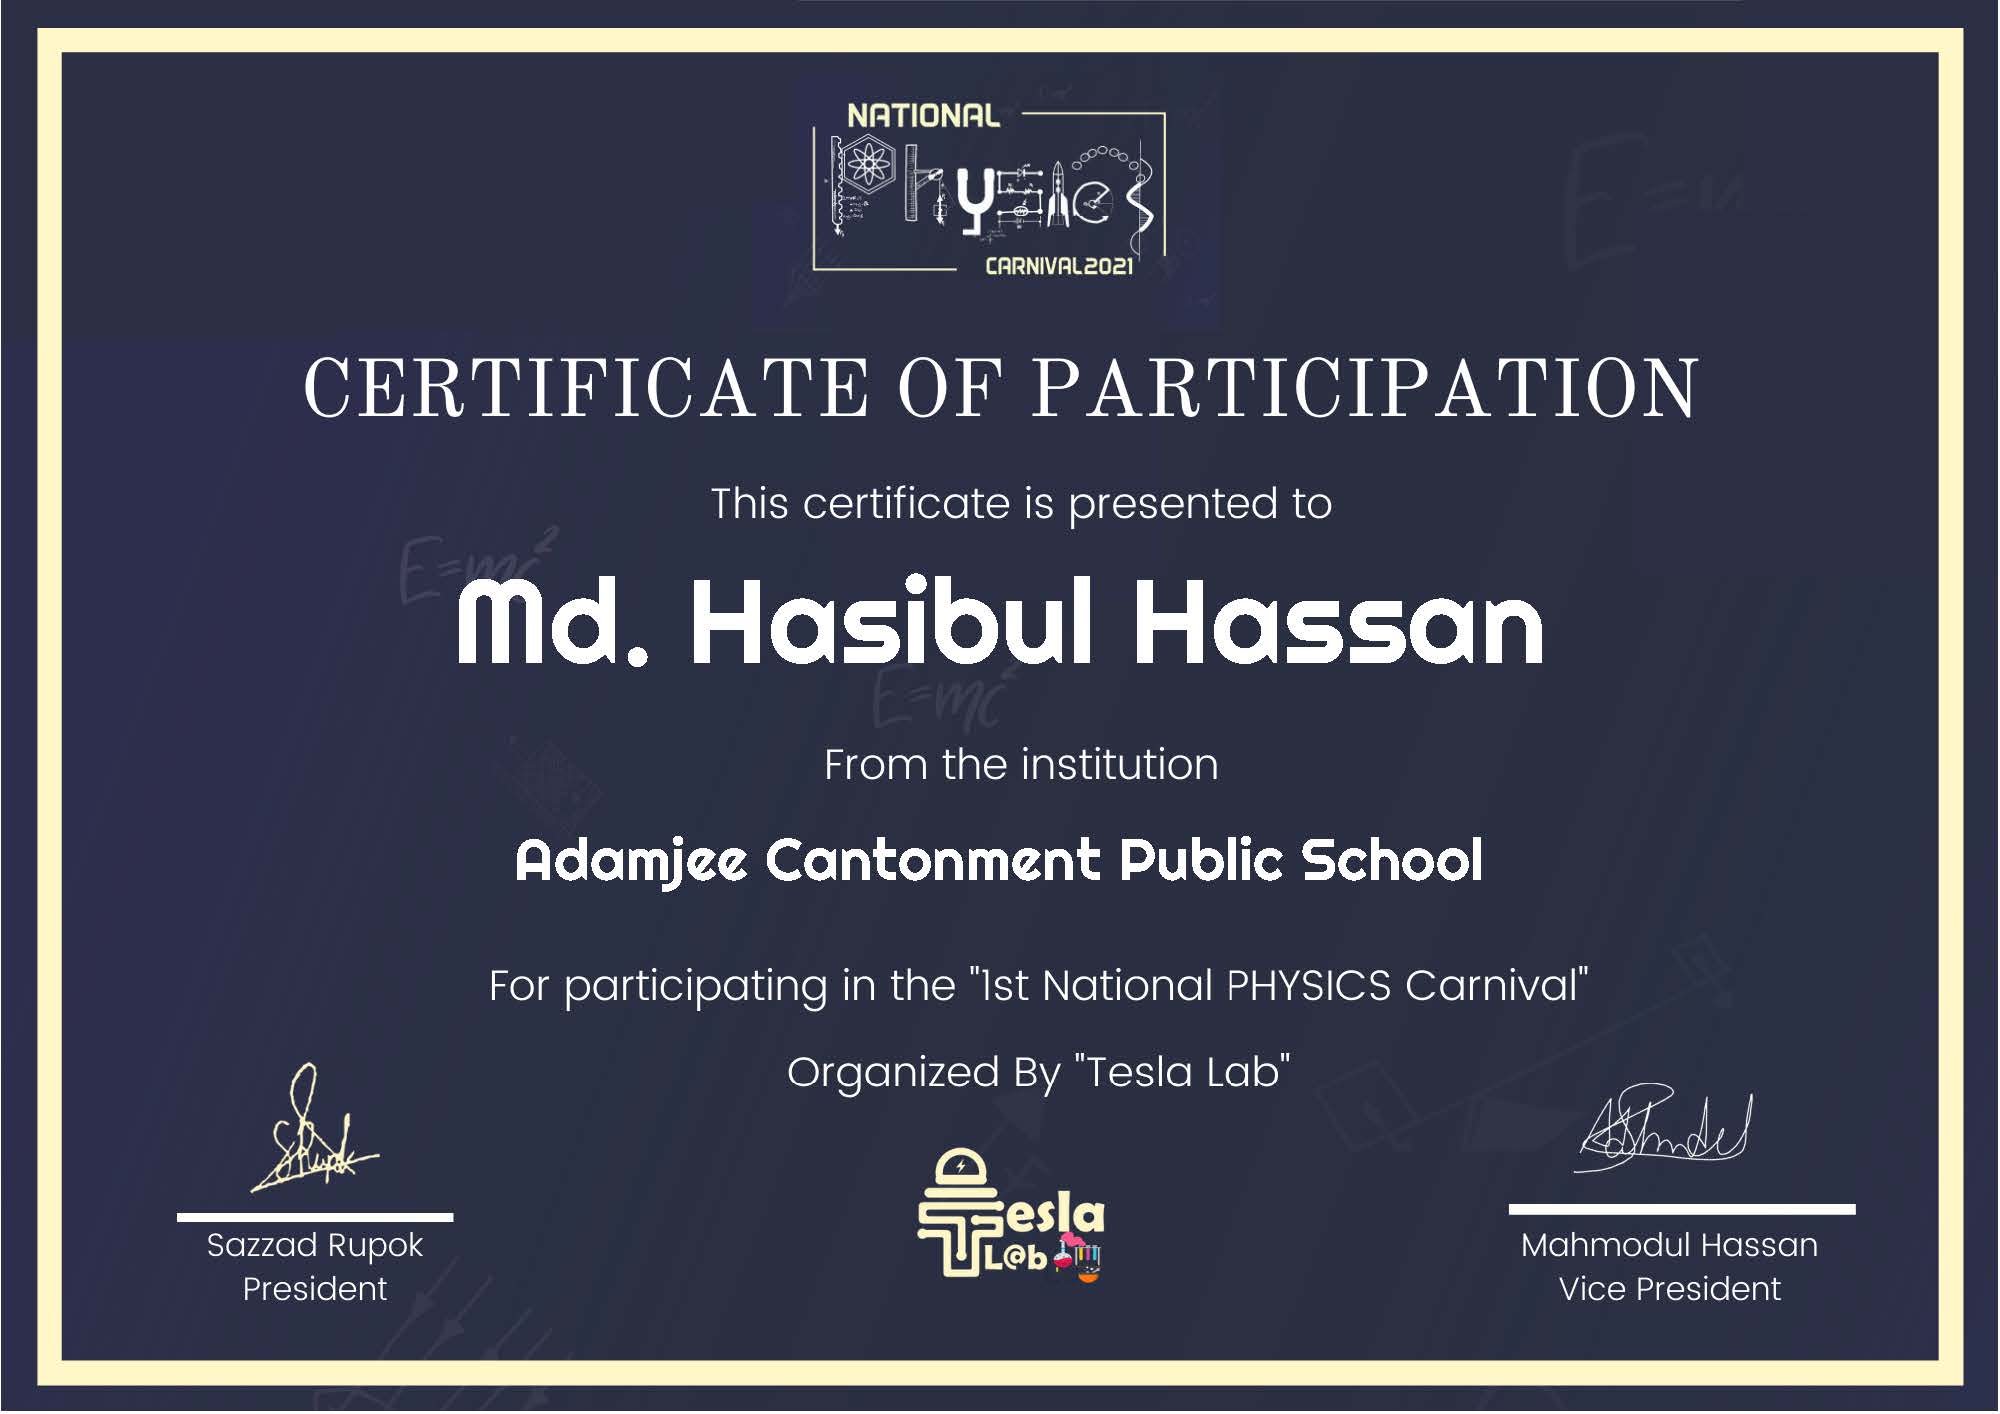 NATIONAL
Physics
CARNIVAL2021
CERTIFICATE OF PARTICIPATION
This certificate is presented to
E=mc²
Md. Hasibul Hassan
E=mc²
From the institution
Adamjee Cantonment Public School
For participating in the "1st National PHYSICS Carnival"
Organized By "Tesla Lab"
Tesla
L@b
Sazzad Rupok
President
Mahmodul Hassan
Vice President